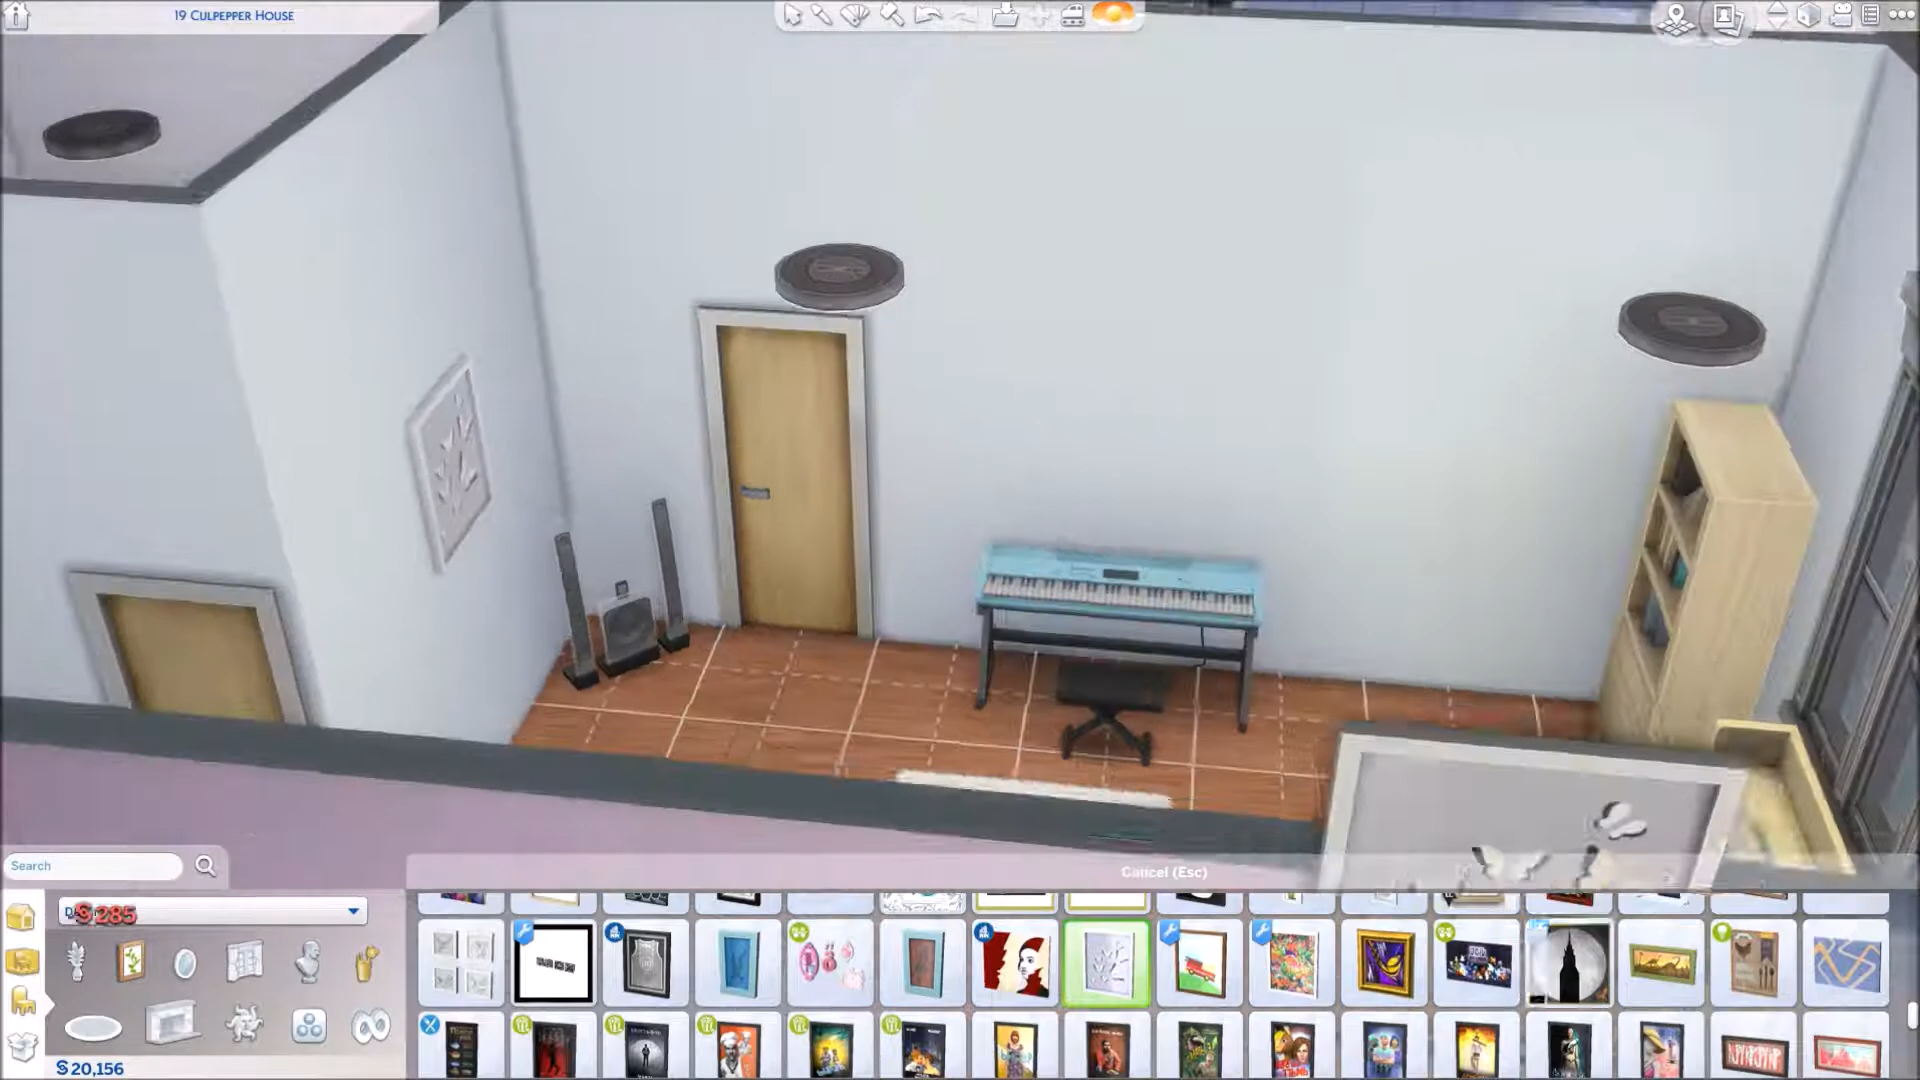 19 CULPEPPER HOUSE
Search
Cancel (Esc)
§285
§20,156